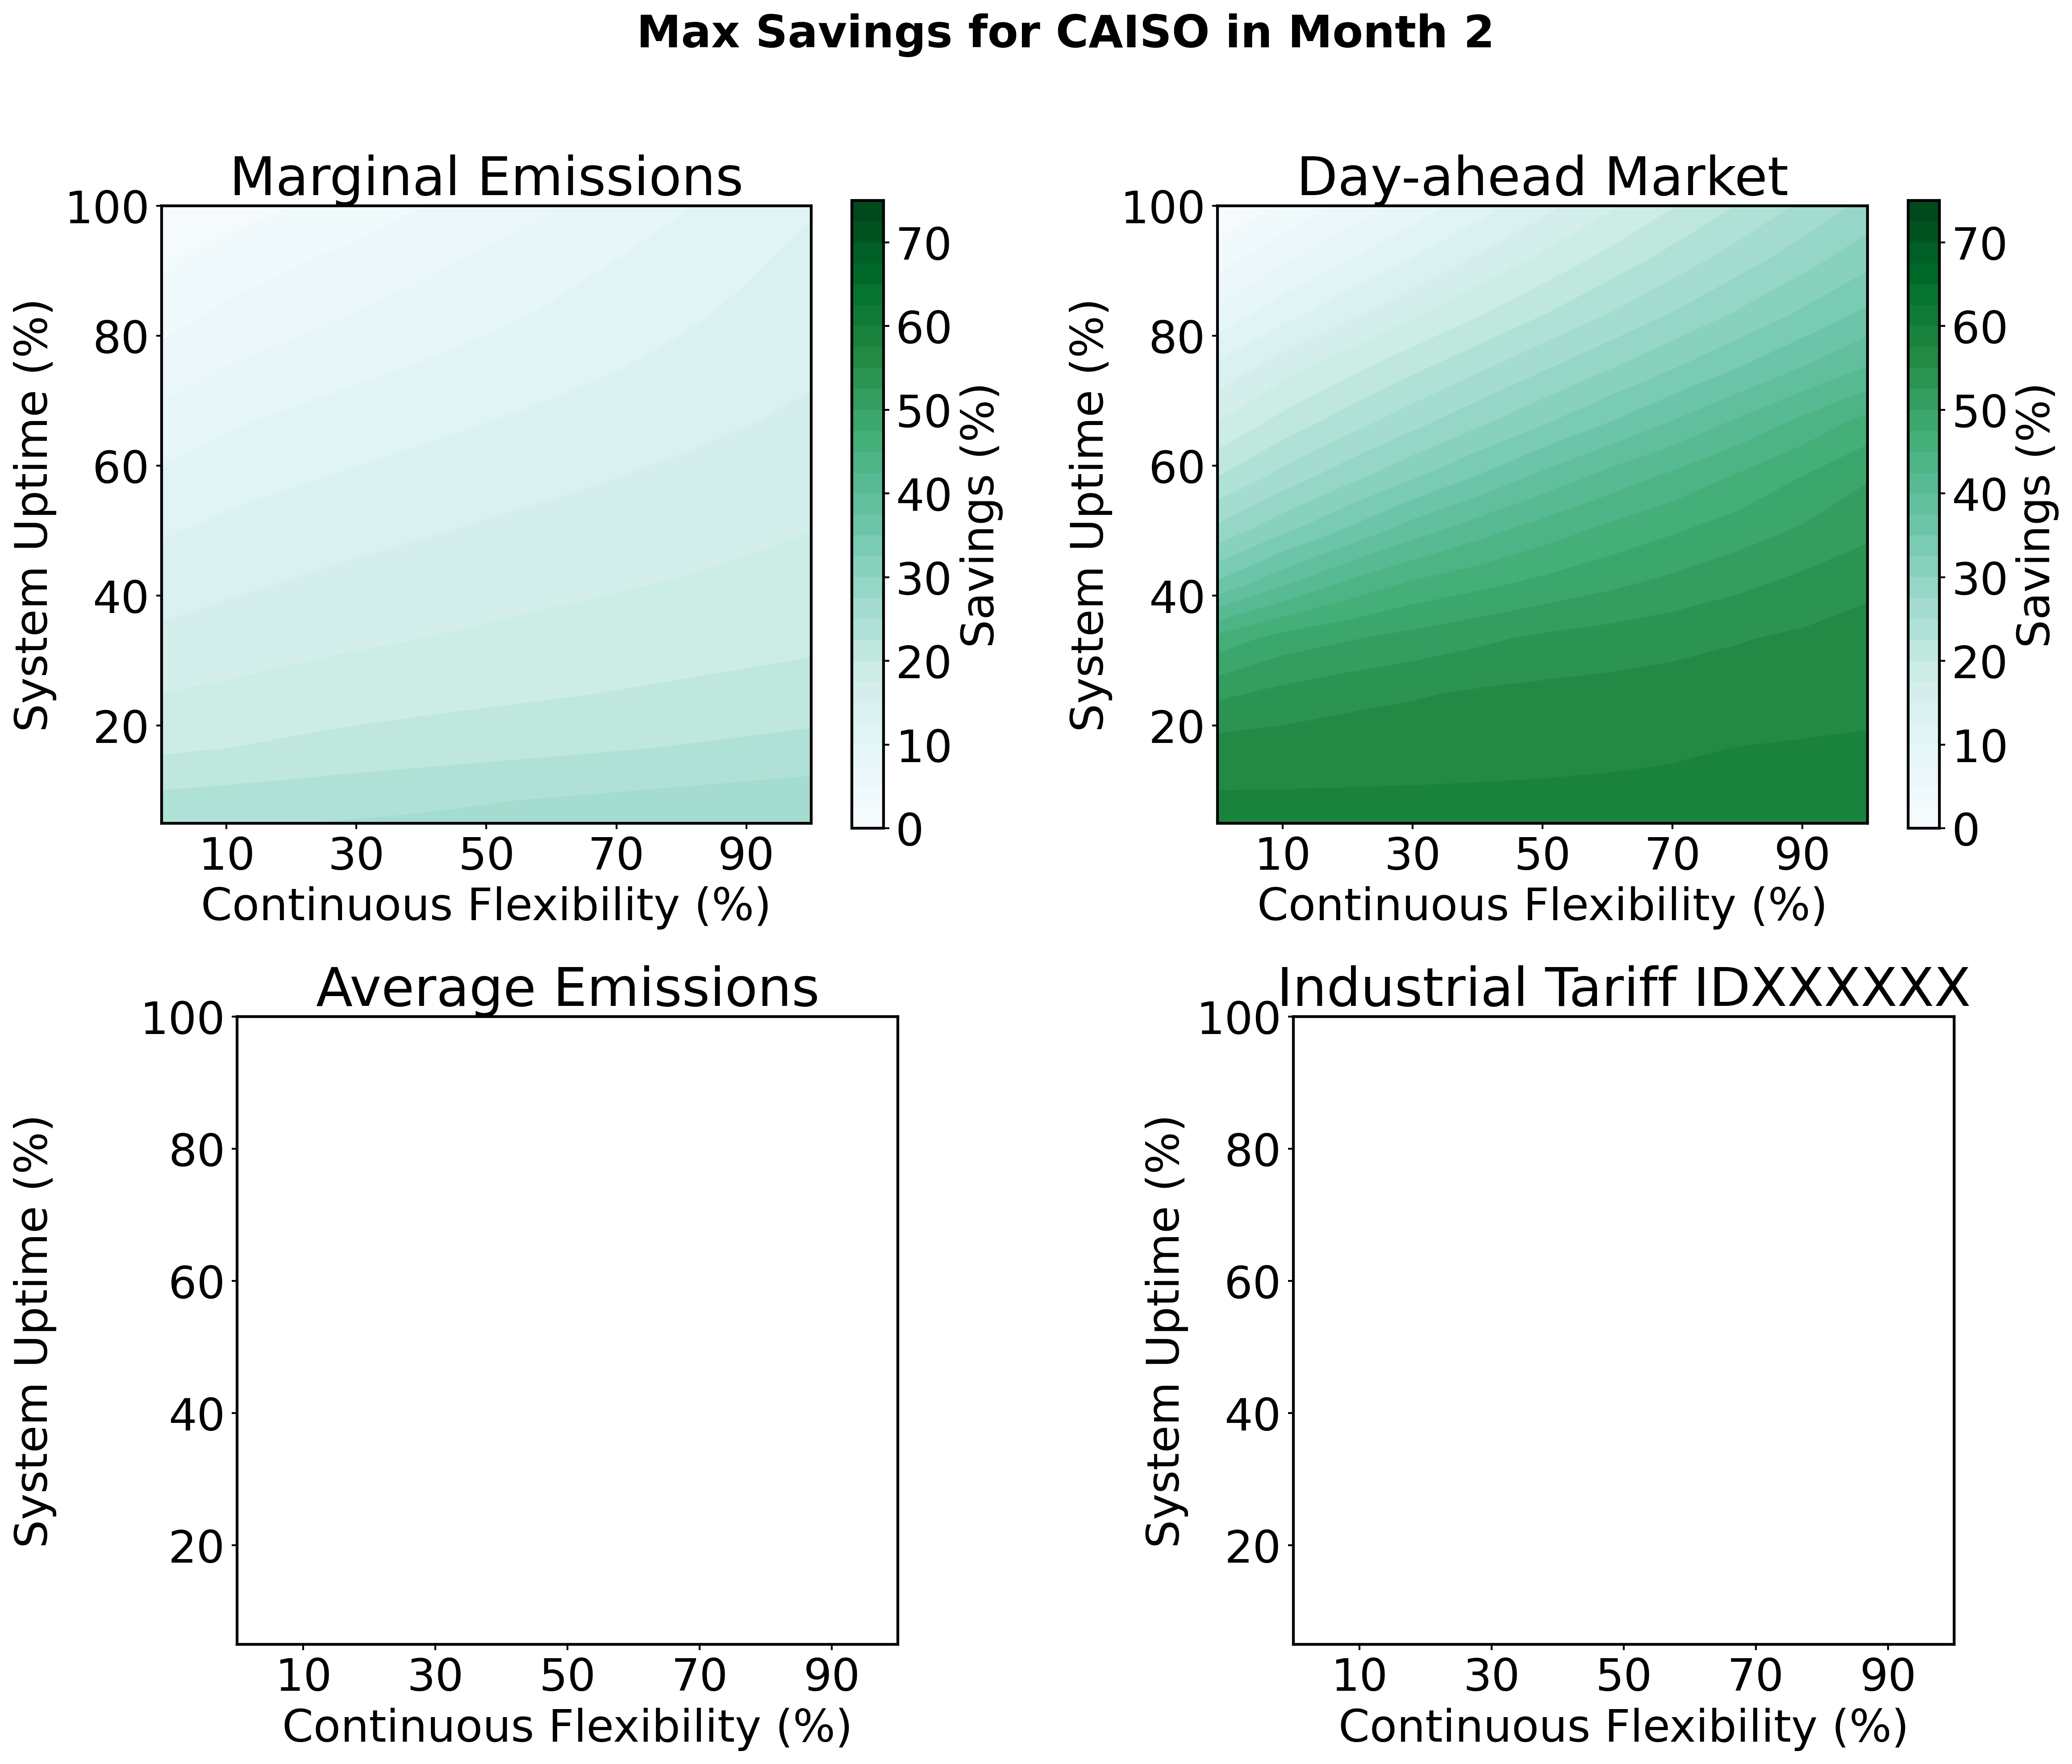 Max Savings for CAISO in Month 2
Marginal Emissions
Day-ahead Market
100
80
60
40
20
System Uptime (%)
10 30 50 70 90
Continuous Flexibility (%)
70
60
50
40
30
20
10
0
Savings (%)
100
80
60
40
20
System Uptime (%)
10 30 50 70 90
Continuous Flexibility (%)
70
60
50
40
30
20
10
0
Savings (%)
Average Emissions
Industrial Tariff IDXXXXXX
100
80
60
40
20
System Uptime (%)
10 30 50 70 90
Continuous Flexibility (%)
100
80
60
40
20
System Uptime (%)
10 30 50 70 90
Continuous Flexibility (%)